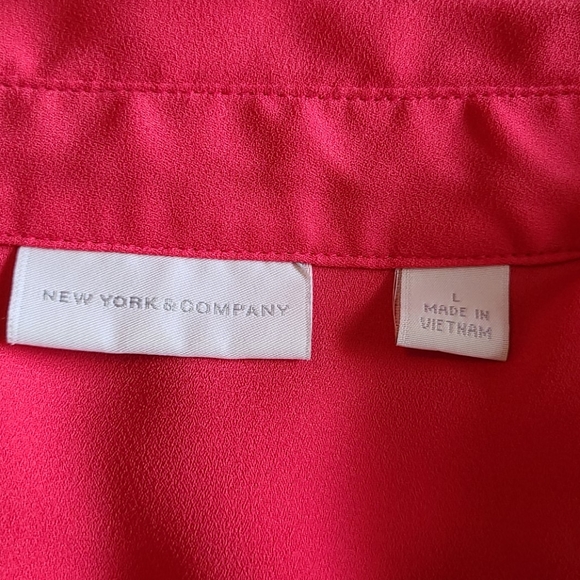 NEW YORK & COMPANY
L
MADE IN
VIETNAM